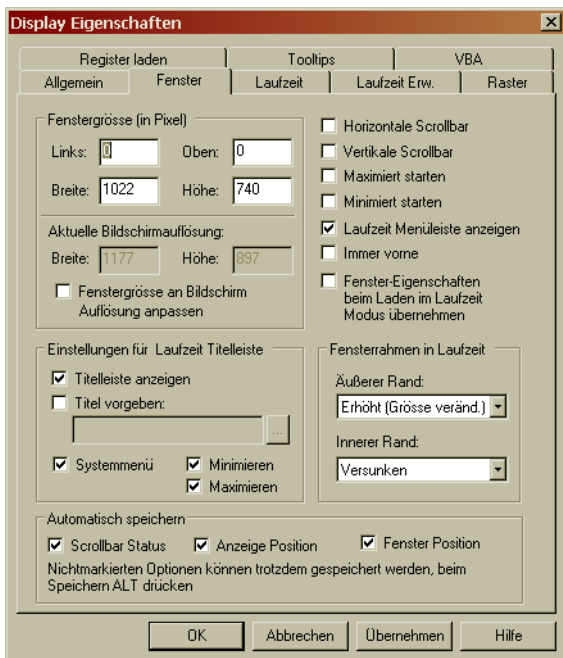 Display Eigenschaften
Register laden Tooltips VBA
Allgemein Fenster Laufzeit Laufzeit Erw. Raster
Fenstergrösse (in Pixel)
Links: 0 Oben: 0
Breite: 1022 Höhe: 740
Aktuelle Bildschirmauflösung:
Breite: 1177 Höhe: 897
Fenstergrösse an Bildschirm
Auflösung anpassen
Horizontale Scrollbar
Vertikale Scrollbar
Maximiert starten
Minimiert starten
Laufzeit Menüleiste anzeigen
Immer vorne
Fenster-Eigenschaften
beim Laden im Laufzeit
Modus übernehmen
Einstellungen für Laufzeit Titelleiste
Titelleiste anzeigen
Titel vorgeben:
...
Systemmenü Minimieren
Maximieren
Fensterrahmen in Laufzeit
Äußerer Rand:
Erhöht (Grösse veränd.)
Innerer Rand:
Versunken
Automatisch speichern
Scrollbar Status Anzeige Position Fenster Position
Nichtmarkierten Optionen können trotzdem gespeichert werden, beim
Speichern ALT drücken
OK Abbrechen Übernehmen Hilfe